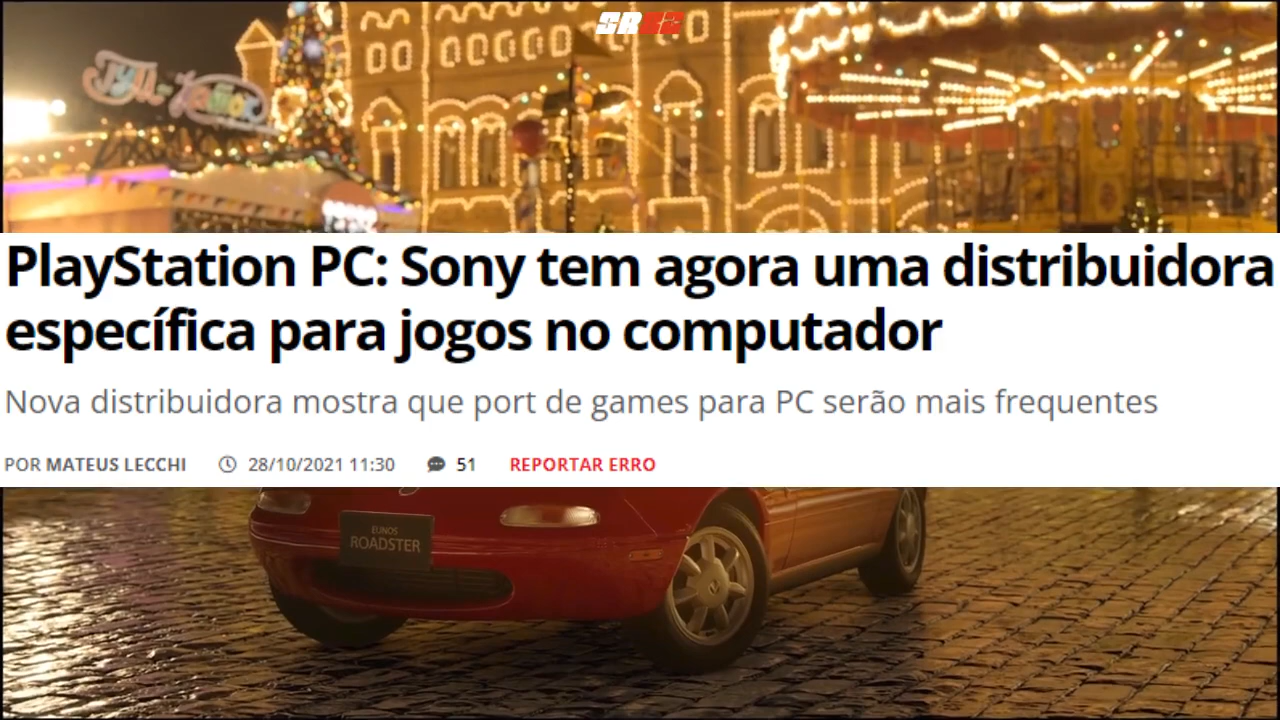 PlayStation PC: Sony tem agora uma distribuidora
específica para jogos no computador
Nova distribuidora mostra que port de games para PC serão mais frequentes
POR MATEUS LECCHI 28/10/2021 11:30 51 REPORTAR ERRO
EUNOS
ROADSTER